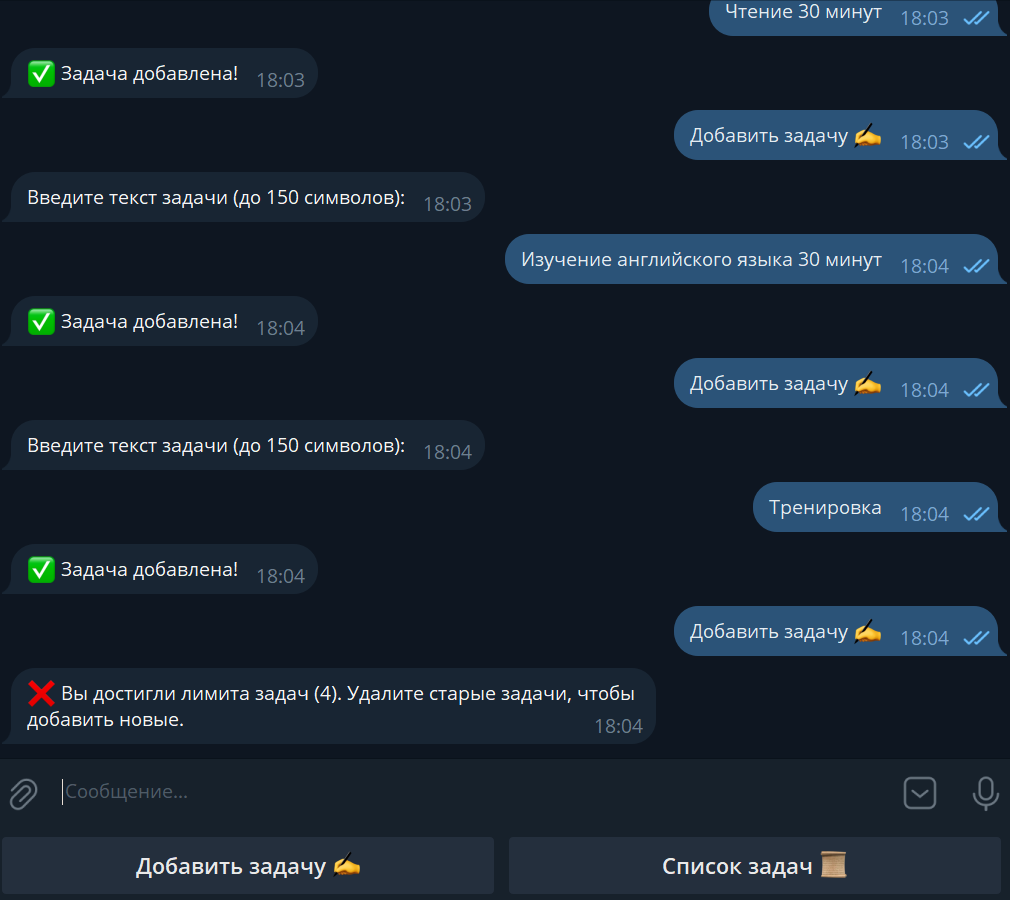 Чтение 30 минут 18:03
✅ Задача добавлена! 18:03
Добавить задачу ✍ 18:03
Введите текст задачи (до 150 символов): 18:03
Изучение английского языка 30 минут 18:04
✅ Задача добавлена! 18:04
Добавить задачу ✍ 18:04
Введите текст задачи (до 150 символов): 18:04
Тренировка 18:04
✅ Задача добавлена! 18:04
Добавить задачу ✍ 18:04
❌ Вы достигли лимита задач (4). Удалите старые задачи, чтобы
добавить новые. 18:04
Сообщение...
Добавить задачу ✍ Список задач 📜